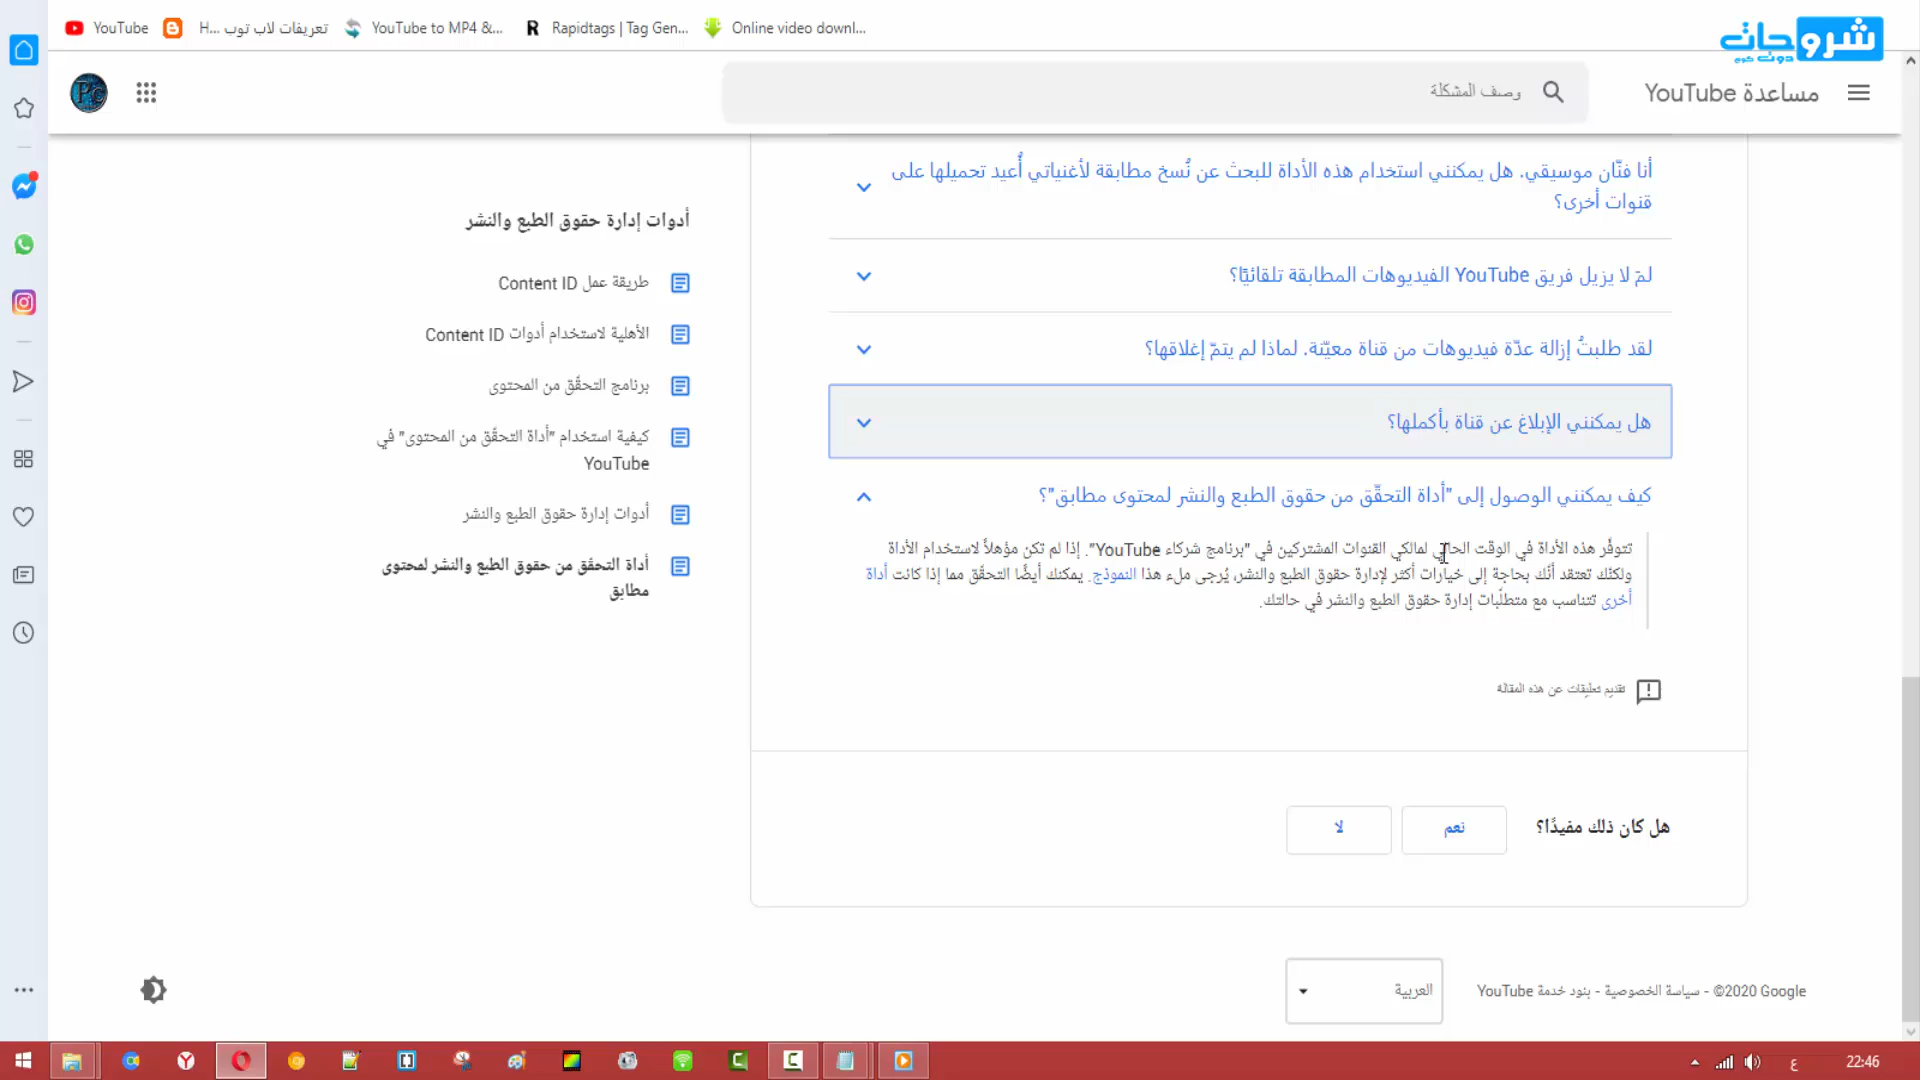 YouTube
H... تعريفات لاب توب
YouTube to MP4 &...
R
Rapidtags | Tag Gen...
Online video downl...
شروحات
دوت كوم
مساعدة YouTube
وصف المشكلة
Pc
أنا فنّان موسيقي. هل يمكنني استخدام هذه الأداة للبحث عن نُسخ مطابقة لأغنياتي أُعيد تحميلها على
قنوات أخرى؟
لمَ لا يزيل فريق YouTube الفيديوهات المطابقة تلقائيًا؟
لقد طلبتُ إزالة عدّة فيديوهات من قناة معيّنة. لماذا لم يتمّ إغلاقها؟
هل يمكنني الإبلاغ عن قناة بأكملها؟
كيف يمكنني الوصول إلى "أداة التحقّق من حقوق الطبع والنشر لمحتوى مطابق"؟
تتوفّر هذه الأداة في الوقت الحالي لمالكي القنوات المشتركين في "برنامج شركاء YouTube". إذا لم تكن مؤهلاً لاستخدام الأداة
ولكنّك تعتقد أنّك بحاجة إلى خيارات أكثر لإدارة حقوق الطبع والنشر، يُرجى ملء هذا النموذج. يمكنك أيضًا التحقّق مما إذا كانت أداة
أخرى تتناسب مع متطلّبات إدارة حقوق الطبع والنشر في حالتك.
تقديم تعليقات عن هذه المقالة
هل كان ذلك مفيدًا؟
نعم
لا
أدوات إدارة حقوق الطبع والنشر
طريقة عمل Content ID
الأهلية لاستخدام أدوات Content ID
برنامج التحقّق من المحتوى
كيفية استخدام "أداة التحقّق من المحتوى" في
YouTube
أدوات إدارة حقوق الطبع والنشر
أداة التحقّق من حقوق الطبع والنشر لمحتوى
مطابق
©2020 Google - سياسة الخصوصية - بنود خدمة YouTube
العربية
ع
22:46